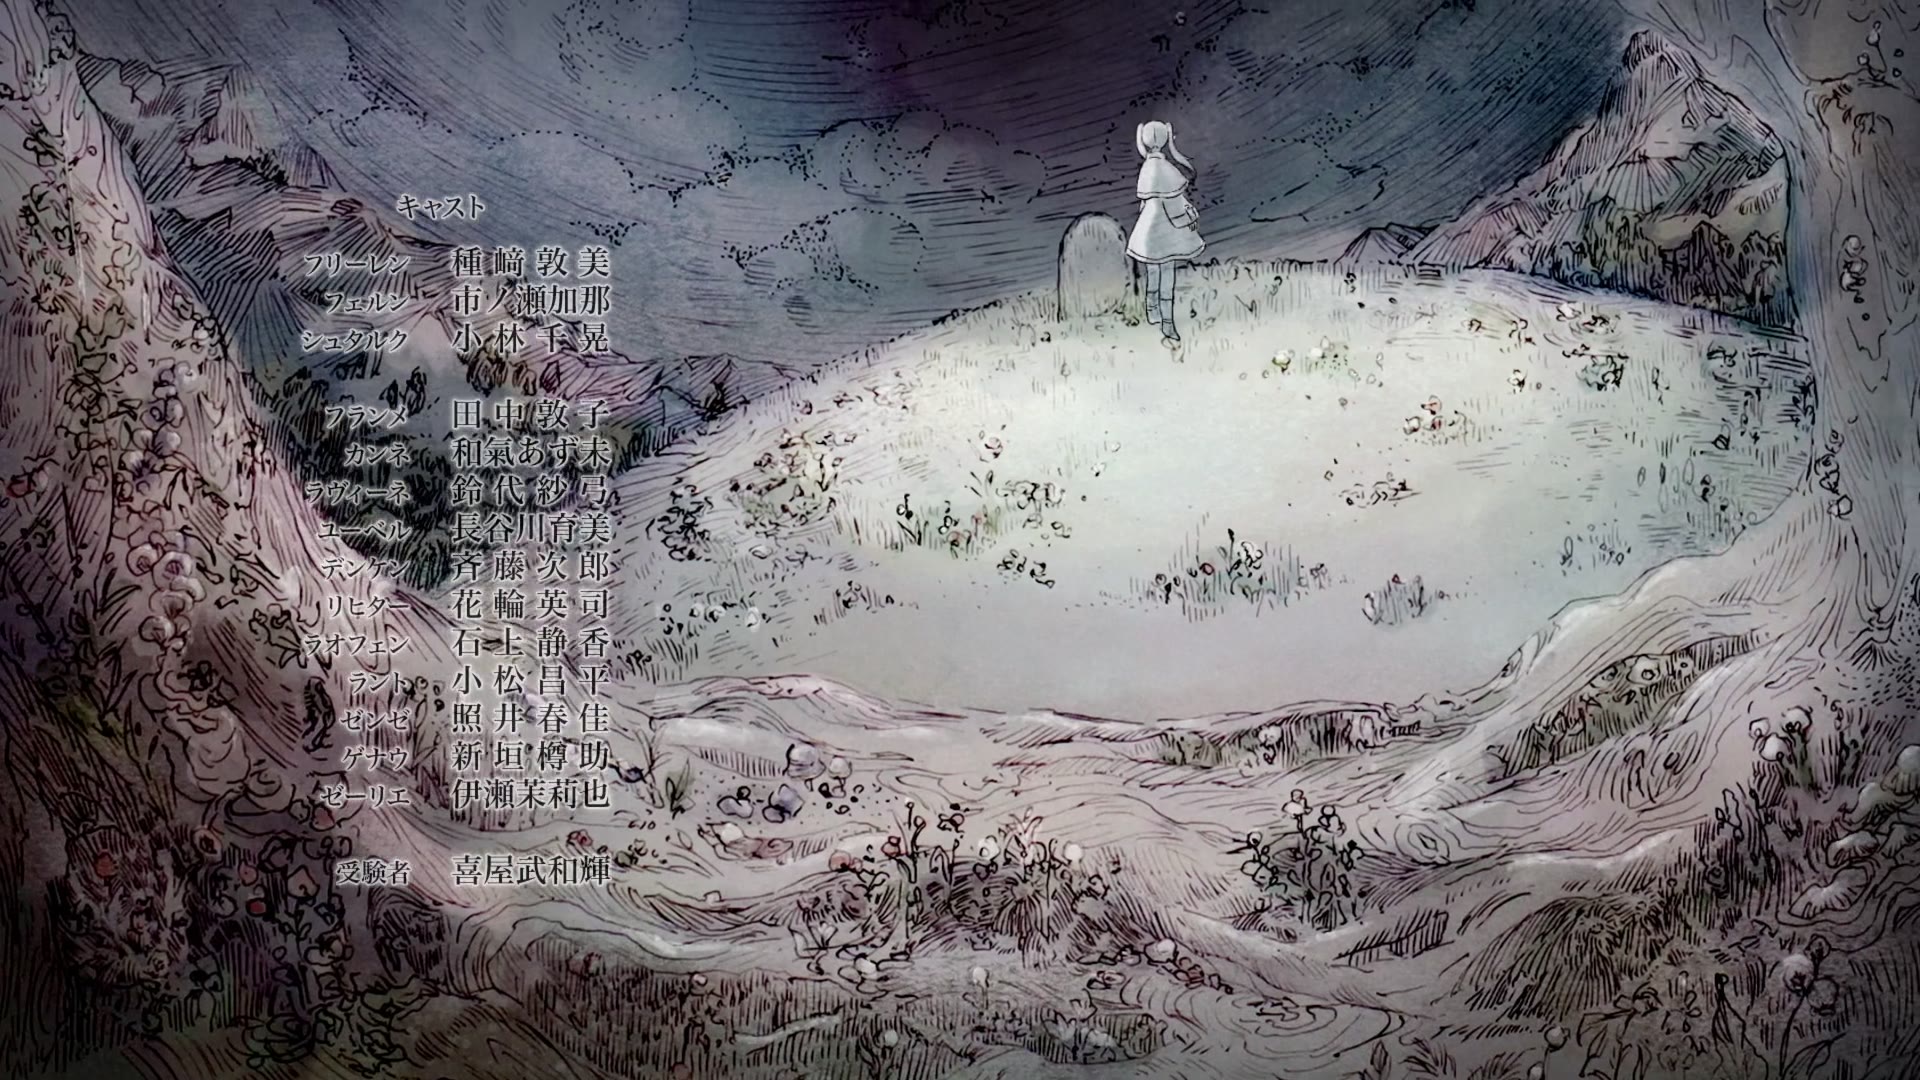 キャスト
フリーレン 種﨑敦美
フェルン 市ノ瀬加那
シュタルク 小林千晃
フランメ 田中敦子
カンネ 和氣あず未
ラヴィーネ 鈴代紗弓
ユーベル 長谷川育美
デンケン 斉藤次郎
リヒター 花輪英司
ラオフェン 石上静香
ラント 小松昌平
ゼンゼ 照井春佳
ゲナウ 新垣樽助
ゼーリエ 伊瀬茉莉也
受験者 喜屋武和輝